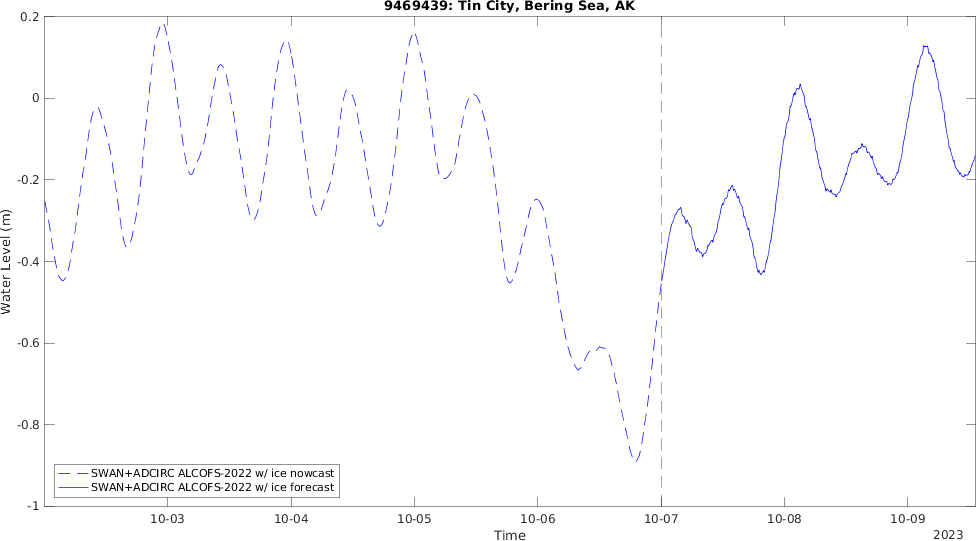 9469439: Tin City, Bering Sea, AK
0.2
0
-0.2
-0.4
-0.6
-0.8
-1
Water Level (m)
SWAN+ADCIRC ALCOFS-2022 w/ ice nowcast
SWAN+ADCIRC ALCOFS-2022 w/ ice forecast
10-03 10-04 10-05 10-06 10-07 10-08 10-09
Time
2023